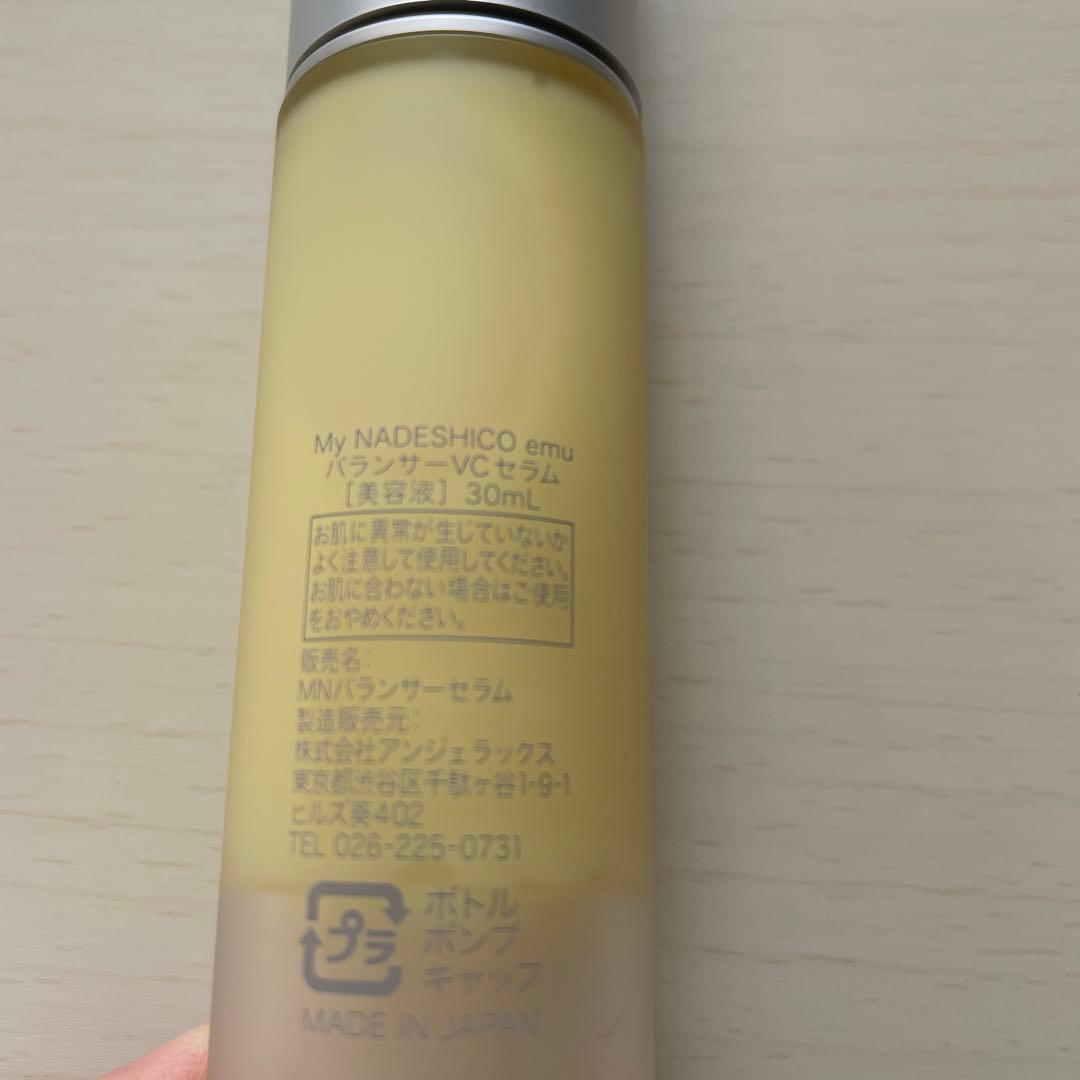 My NADESHICO emu
バランサーVCセラム
[美容液] 30mL
お肌に異常が生じていないか
よく注意して使用してください。
お肌に合わない場合はご使用
をおやめください。
販売名:
MNバランサーセラム
製造販売元:
株式会社アンジェラックス
東京都渋谷区千駄ヶ谷1-9-1
ヒルズ葵402
TEL 026-225-0731
プラ
ボトル
ポンプ
キャップ
MADE IN JAPAN